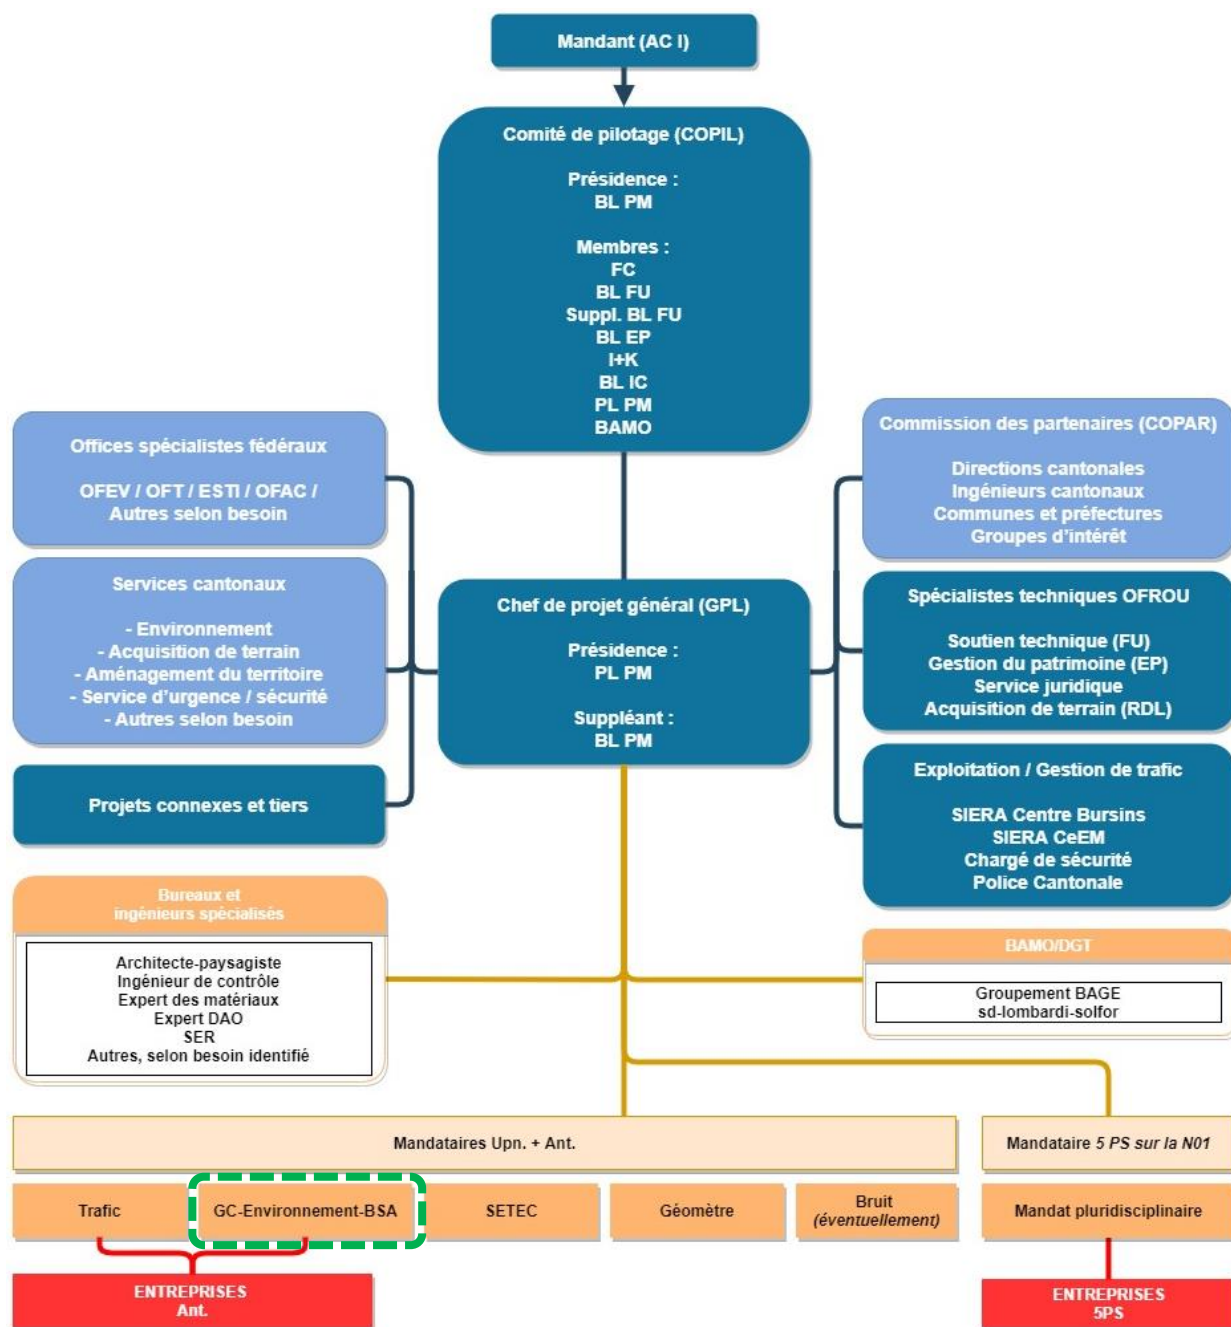 Mandant (AC I)
Comité de pilotage (COPIL)
Présidence :
BL PM
Membres :
FC
BL FU
Suppl. BL FU
BL EP
I+K
BL IC
PL PM
BAMO
Offices spécialistes fédéraux
OFEV / OFT / ESTI / OFAC /
Autres selon besoin
Commission des partenaires (COPAR)
Directions cantonales
Ingénieurs cantonaux
Communes et préfectures
Groupes d'intérêt
Services cantonaux
- Environnement
- Acquisition de terrain
- Aménagement du territoire
- Service d'urgence / sécurité
- Autres selon besoin
Chef de projet général (GPL)
Présidence :
PL PM
Suppléant :
BL PM
Spécialistes techniques OFROU
Soutien technique (FU)
Gestion du patrimoine (EP)
Service juridique
Acquisition de terrain (RDL)
Projets connexes et tiers
Exploitation / Gestion de trafic
SIERA Centre Bursins
SIERA CeEM
Chargé de sécurité
Police Cantonale
Bureaux et
ingénieurs spécialisés
Architecte-paysagiste
Ingénieur de contrôle
Expert des matériaux
Expert DAO
SER
Autres, selon besoin identifié
BAMO/DGT
Groupement BAGE
sd-lombardi-solfor
Mandataires Upn. + Ant.
Mandataire 5 PS sur la N01
Trafic
GC-Environnement-BSA
SETEC
Géomètre
Bruit
(éventuellement)
Mandat pluridisciplinaire
ENTREPRISES
Ant.
ENTREPRISES
5PS